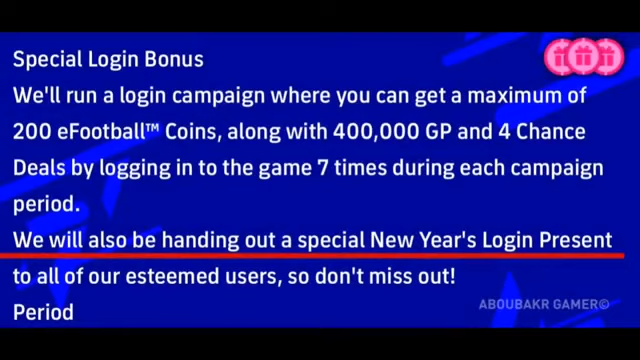 Special Login Bonus
We'll run a login campaign where you can get a maximum of
200 eFootball™ Coins, along with 400,000 GP and 4 Chance
Deals by logging in to the game 7 times during each campaign
period.
We will also be handing out a special New Year's Login Present
to all of our esteemed users, so don't miss out!
ABOUBAKR GAMER©
Period